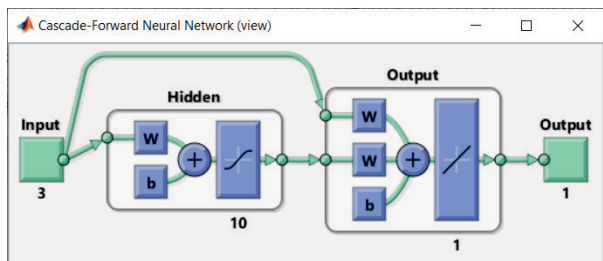 Cascade-Forward Neural Network (view)
Output
Hidden
Input
Output
W
W
W
b
b
3
10
1
1